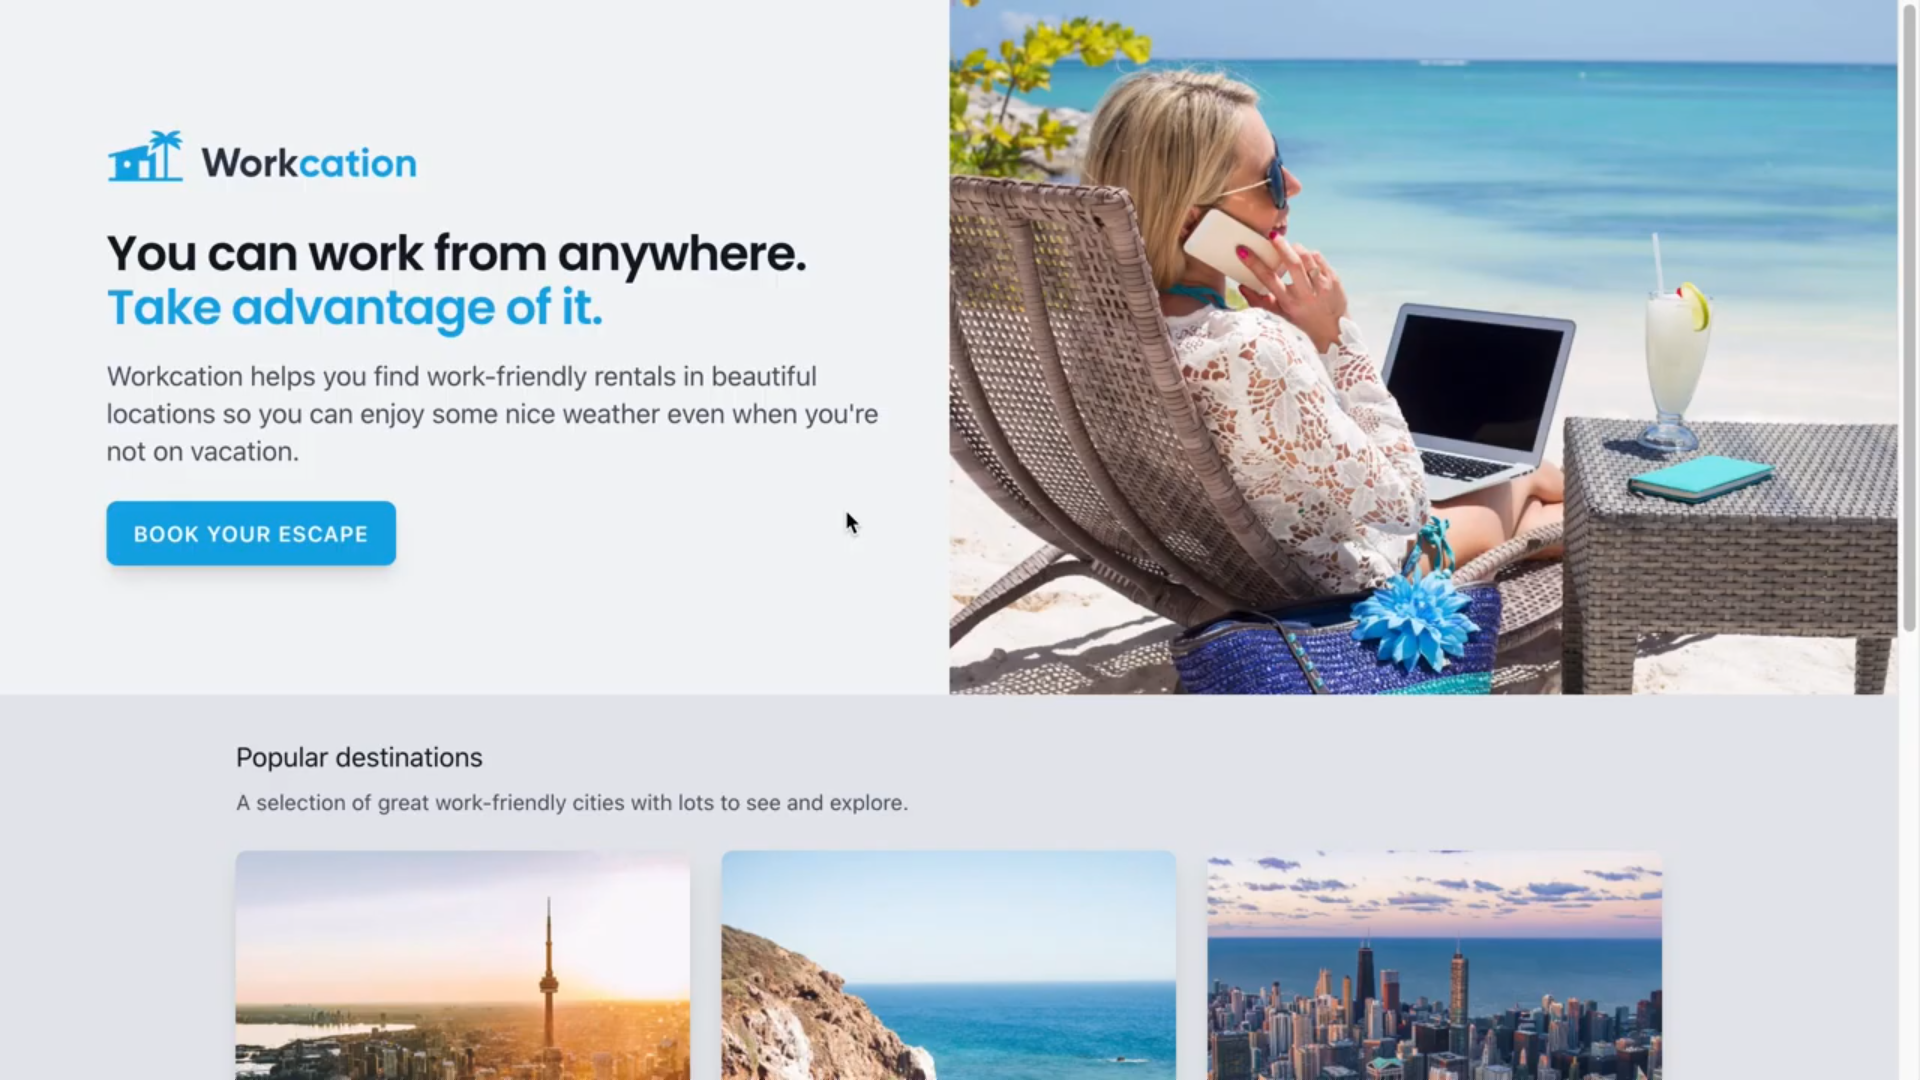 Workcation
You can work from anywhere.
Take advantage of it.
Workcation helps you find work-friendly rentals in beautiful
locations so you can enjoy some nice weather even when you're
not on vacation.
BOOK YOUR ESCAPE
Popular destinations
A selection of great work-friendly cities with lots to see and explore.